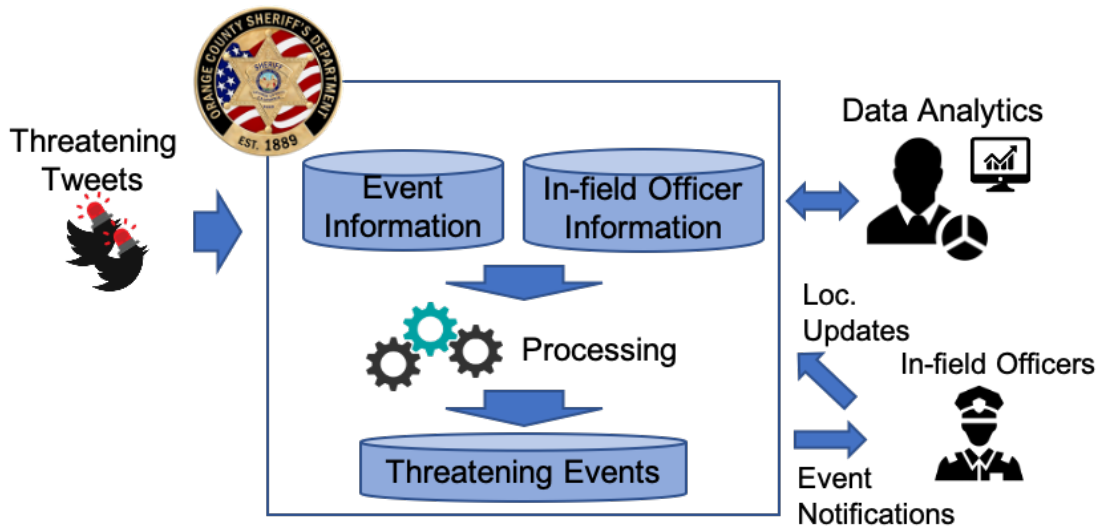 ORANGE COUNTY SHERIFF'S DEPARTMENT
SHERIFF
EST. 1889
Threatening
Tweets
Event
Information
In-field Officer
Information
Data Analytics
Processing
Loc.
Updates
In-field Officers
Threatening Events
Event
Notifications